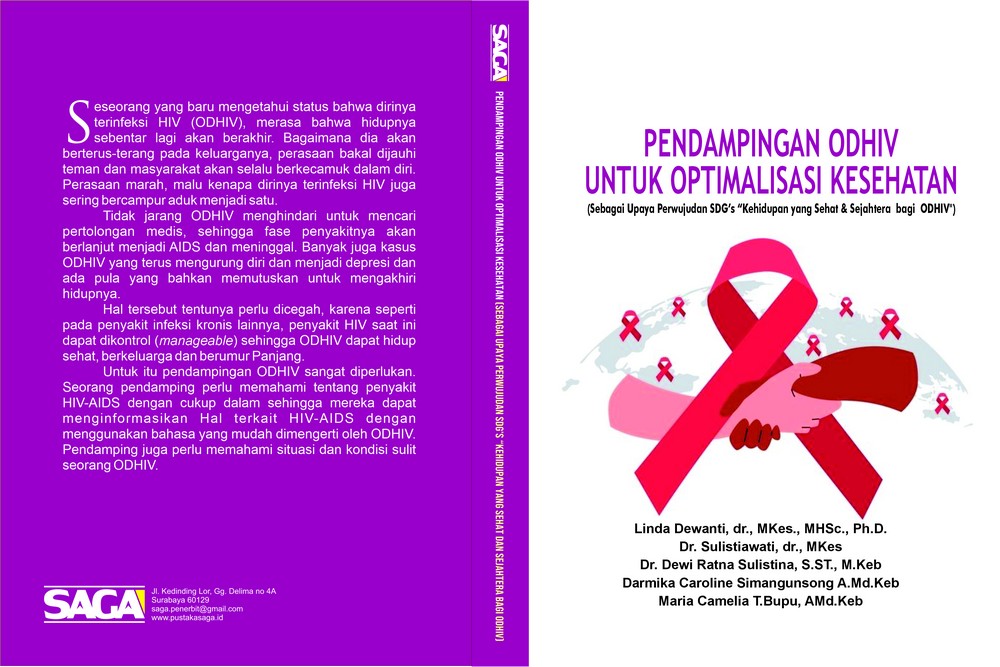 Seseorang yang baru mengetahui status bahwa dirinya
terinfeksi HIV (ODHIV), merasa bahwa hidupnya
sebentar lagi akan berakhir. Bagaimana dia akan
berterus-terang pada keluarganya, perasaan bakal dijauhi
teman dan masyarakat akan selalu berkecamuk dalam diri.
Perasaan marah, malu kenapa dirinya terinfeksi HIV juga
sering bercampur aduk menjadi satu.
Tidak jarang ODHIV menghindari untuk mencari
pertolongan medis, sehingga fase penyakitnya akan
berlanjut menjadi AIDS dan meninggal. Banyak juga kasus
ODHIV yang terus mengurung diri dan menjadi depresi dan
ada pula yang bahkan memutuskan untuk mengakhiri
hidupnya.
Hal tersebut tentunya perlu dicegah, karena seperti
pada penyakit infeksi kronis lainnya, penyakit HIV saat ini
dapat dikontrol (manageable) sehingga ODHIV dapat hidup
sehat, berkeluarga dan berumur Panjang.
Untuk itu pendampingan ODHIV sangat diperlukan.
Seorang pendamping perlu memahami tentang penyakit
HIV-AIDS dengan cukup dalam sehingga mereka dapat
menginformasikan Hal terkait HIV-AIDS dengan
menggunakan bahasa yang mudah dimengerti oleh ODHIV.
Pendamping juga perlu memahami situasi dan kondisi sulit
seorang ODHIV.
SAGA
Jl. Kedinding Lor, Gg. Delima no 4A
Surabaya 60129
saga.penerbit@gmail.com
www.pustakasaga.id
SAGA
PENDAMPINGAN ODHIV UNTUK OPTIMALISASI KESEHATAN (SEBAGAI UPAYA PERWUJUDAN SDG'S "KEHIDUPAN YANG SEHAT DAN SEJAHTERA BAGI ODHIV)
PENDAMPINGAN ODHIV
UNTUK OPTIMALISASI KESEHATAN
(Sebagai Upaya Perwujudan SDG's "Kehidupan yang Sehat & Sejahtera bagi ODHIV")
Linda Dewanti, dr., MKes., MHSc., Ph.D.
Dr. Sulistiawati, dr., MKes
Dr. Dewi Ratna Sulistina, S.ST., M.Keb
Darmika Caroline Simangunsong A.Md.Keb
Maria Camelia T.Bupu, AMd.Keb